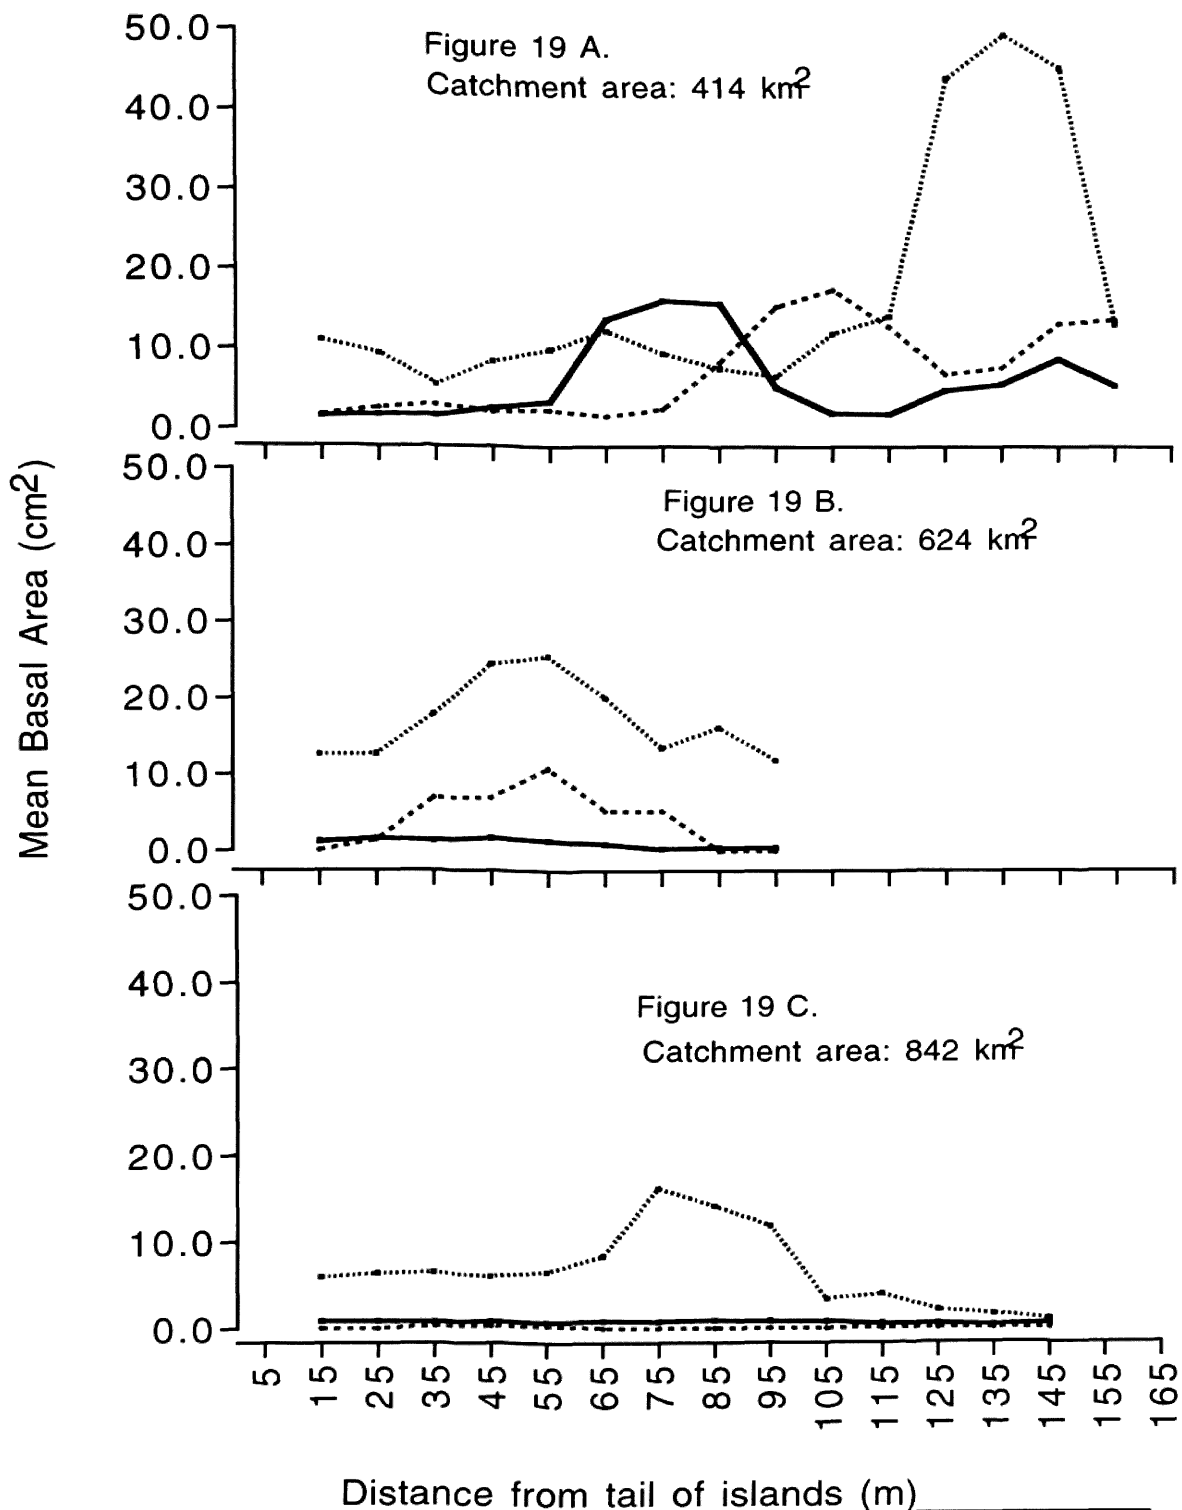 50.0
40.0
30.0
20.0
10.0
0.0
Figure 19 A.
Catchment area: 414 km2
50.0
40.0
30.0
20.0
10.0
0.0
Figure 19 B.
Catchment area: 624 km2
50.0
40.0
30.0
20.0
10.0
0.0
Figure 19 C.
Catchment area: 842 km2
Mean Basal Area (cm2)
5 15 25 35 45 55 65 75 85 95 105 115 125 135 145 155 165
Distance from tail of islands (m)